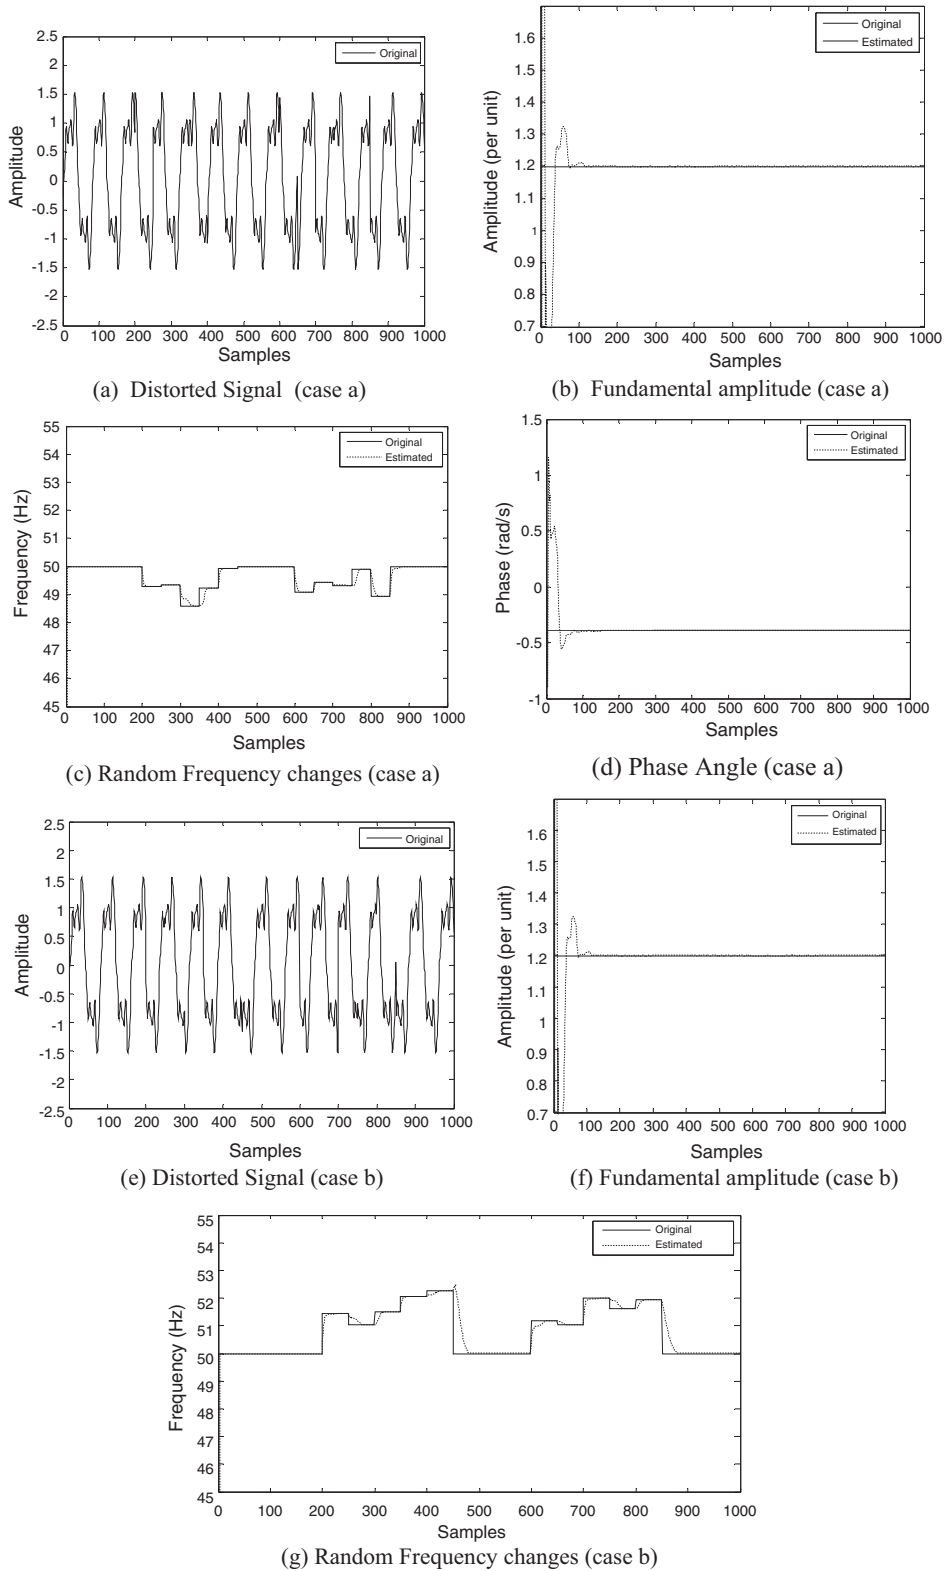 2.5
2
1.5
1
0.5
0
-0.5
-1
-1.5
-2
-2.5
Amplitude
Original
0 100 200 300 400 500 600 700 800 900 1000
Samples
(a) Distorted Signal (case a)
1.6
1.5
1.4
1.3
1.2
1.1
1
0.9
0.8
0.7
Amplitude (per unit)
Original
Estimated
0 100 200 300 400 500 600 700 800 900 1000
Samples
(b) Fundamental amplitude (case a)
55
54
53
52
51
50
49
48
47
46
45
Frequency (Hz)
Original
Estimated
0 100 200 300 400 500 600 700 800 900 1000
Samples
(c) Random Frequency changes (case a)
1.5
1
0.5
0
-0.5
-1
Phase (rad/s)
Original
Estimated
0 100 200 300 400 500 600 700 800 900 1000
Samples
(d) Phase Angle (case a)
2.5
2
1.5
1
0.5
0
-0.5
-1
-1.5
-2
-2.5
Amplitude
Original
0 100 200 300 400 500 600 700 800 900 1000
Samples
(e) Distorted Signal (case b)
1.6
1.5
1.4
1.3
1.2
1.1
1
0.9
0.8
0.7
Amplitude (per unit)
Original
Estimated
0 100 200 300 400 500 600 700 800 900 1000
Samples
(f) Fundamental amplitude (case b)
55
54
53
52
51
50
49
48
47
46
45
Frequency (Hz)
Original
Estimated
0 100 200 300 400 500 600 700 800 900 1000
Samples
(g) Random Frequency changes (case b)